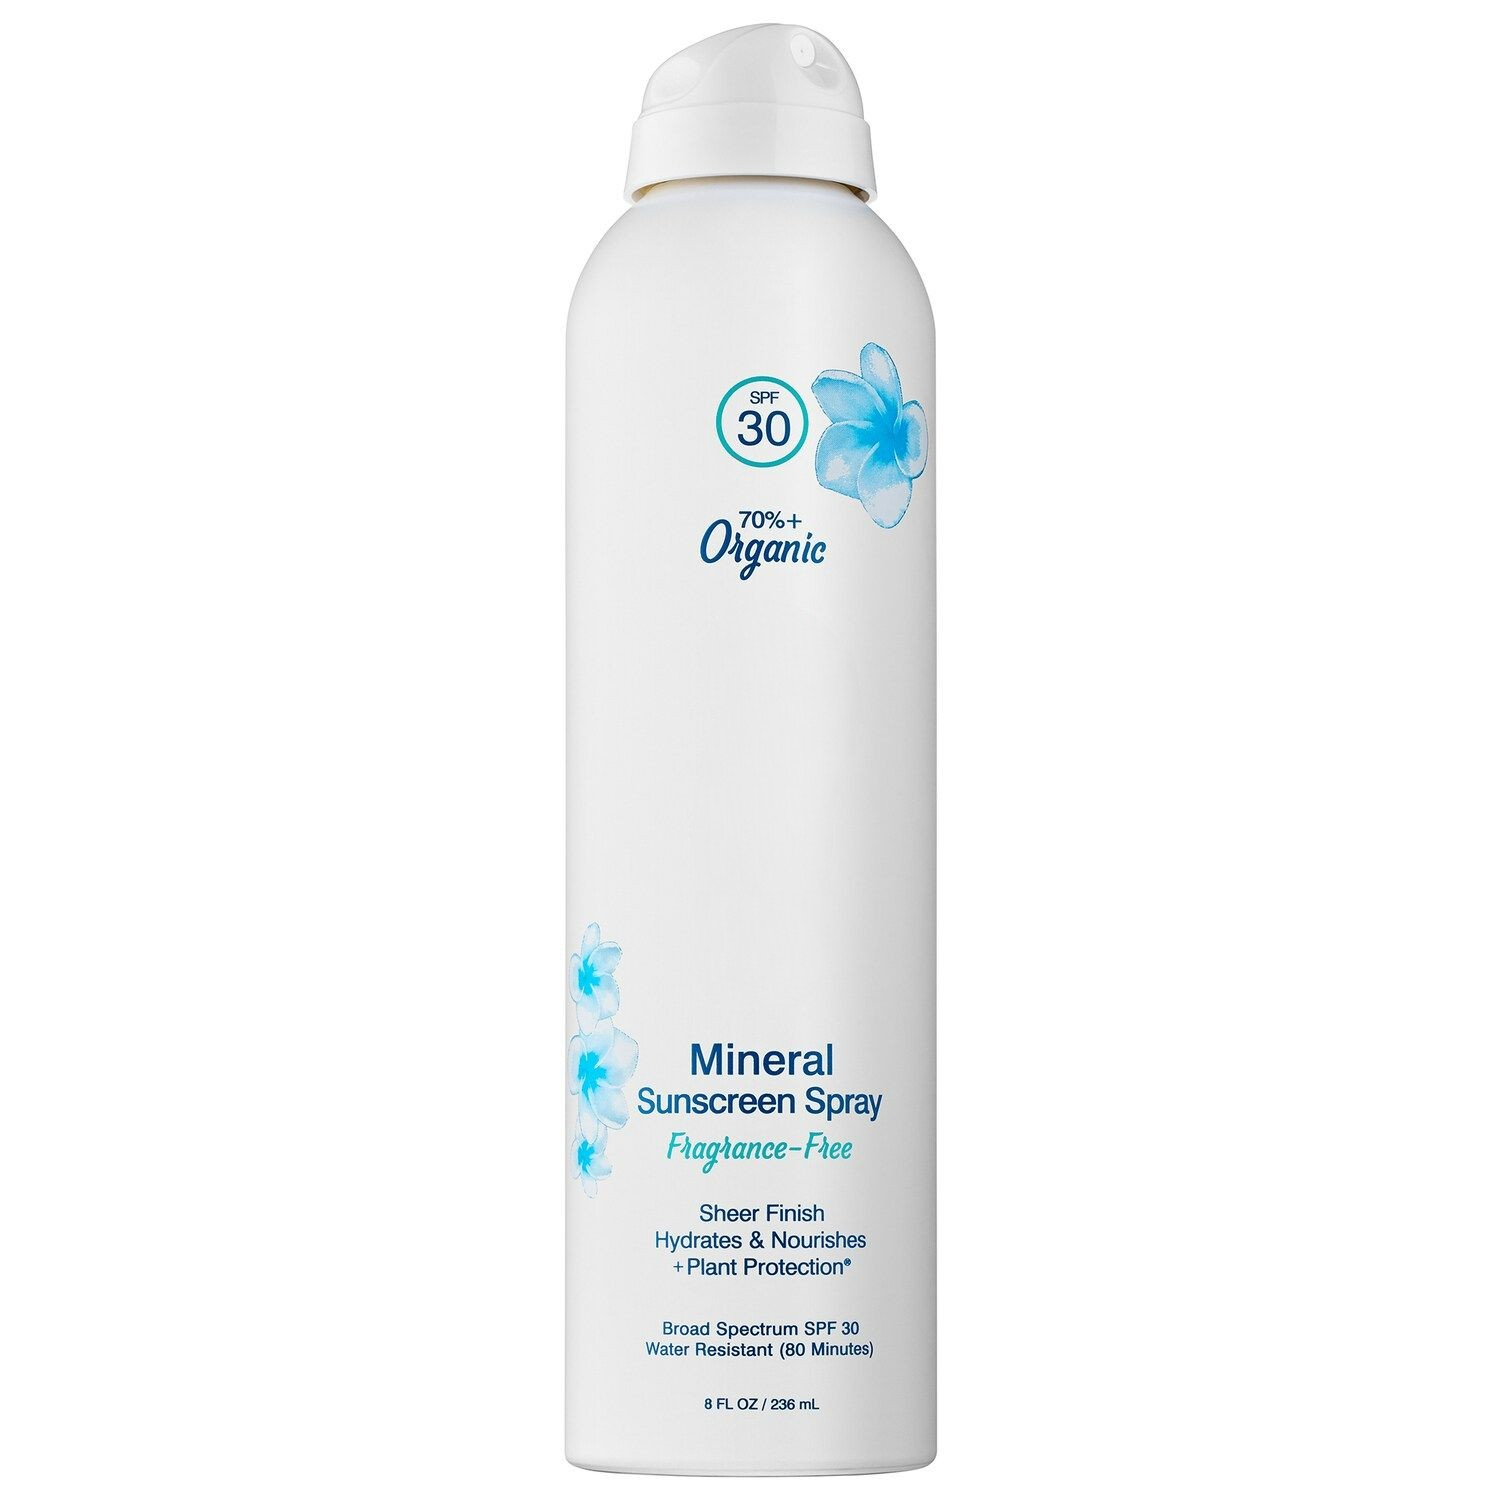 SPF
30
70%+
Organic
Mineral
Sunscreen Spray
Fragrance-Free
Sheer Finish
Hydrates & Nourishes
+Plant Protection®
Broad Spectrum SPF 30
Water Resistant (80 Minutes)
8 FL OZ / 236 mL